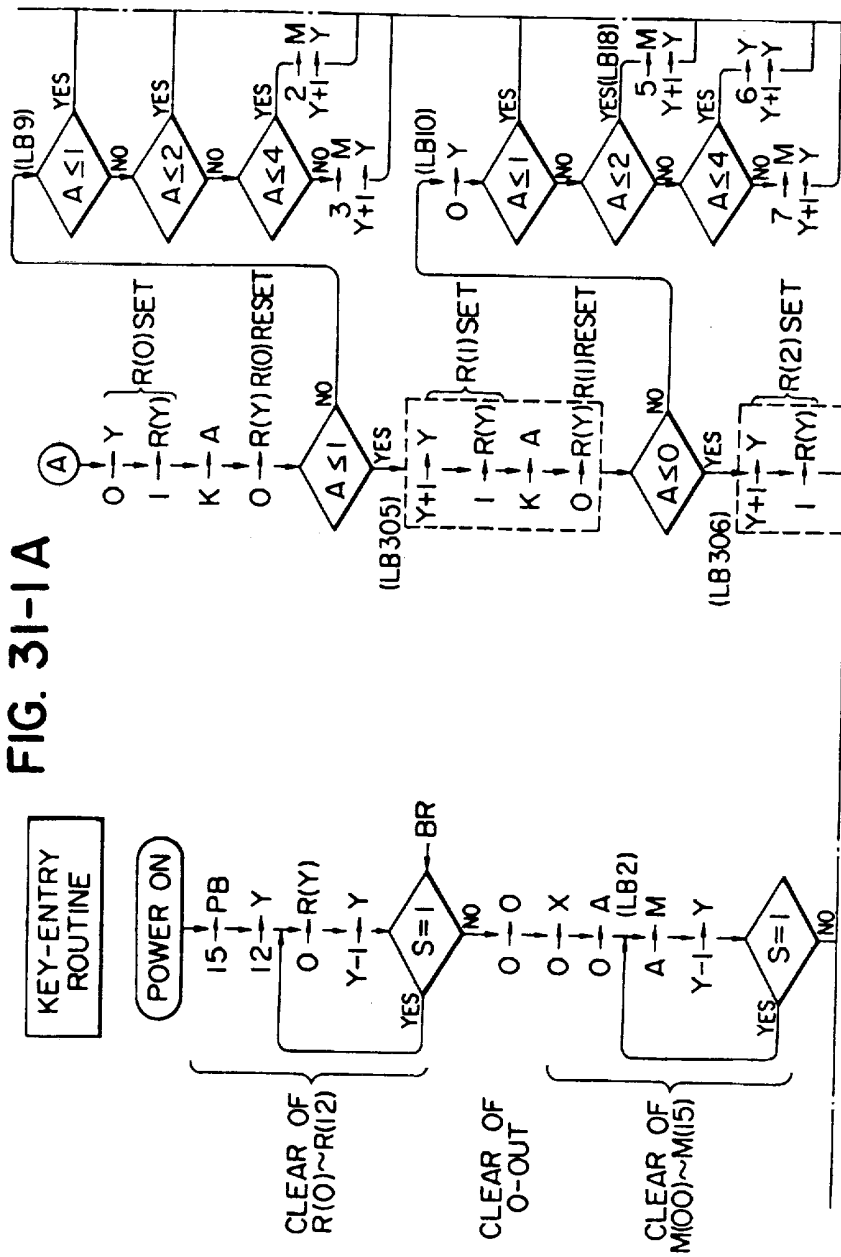 FIG. 31-1A
KEY-ENTRY
ROUTINE
POWER ON
15→PB
12→Y
0→R(Y)
Y-1→Y
S=1
BR
YES
NO
CLEAR OF
R(0)~R(12)
0→O
CLEAR OF
O-OUT
0→X
0→A
(LB2)
A→M
Y-1→Y
S=1
YES
NO
CLEAR OF
M(00)~M(15)
A
0→Y
1→R(Y)
R(0)SET
K→A
0→R(Y) R(0)RESET
A≤1
NO
YES
(LB305)
Y+1→Y
1→R(Y)
R(1)SET
K→A
0→R(Y) R(1)RESET
A≤0
NO
YES
(LB306)
Y+1→Y
1→R(Y)
R(2)SET
(LB9)
A≤1
YES
NO
A≤2
YES
NO
A≤4
YES
2→M
Y+1→Y
NO
3→M
Y+1→Y
(LB10)
0→Y
A≤1
YES
NO
A≤2
YES(LB18)
5→M
Y+1→Y
NO
A≤4
YES
6→Y
Y+1→Y
NO
7→M
Y+1→Y